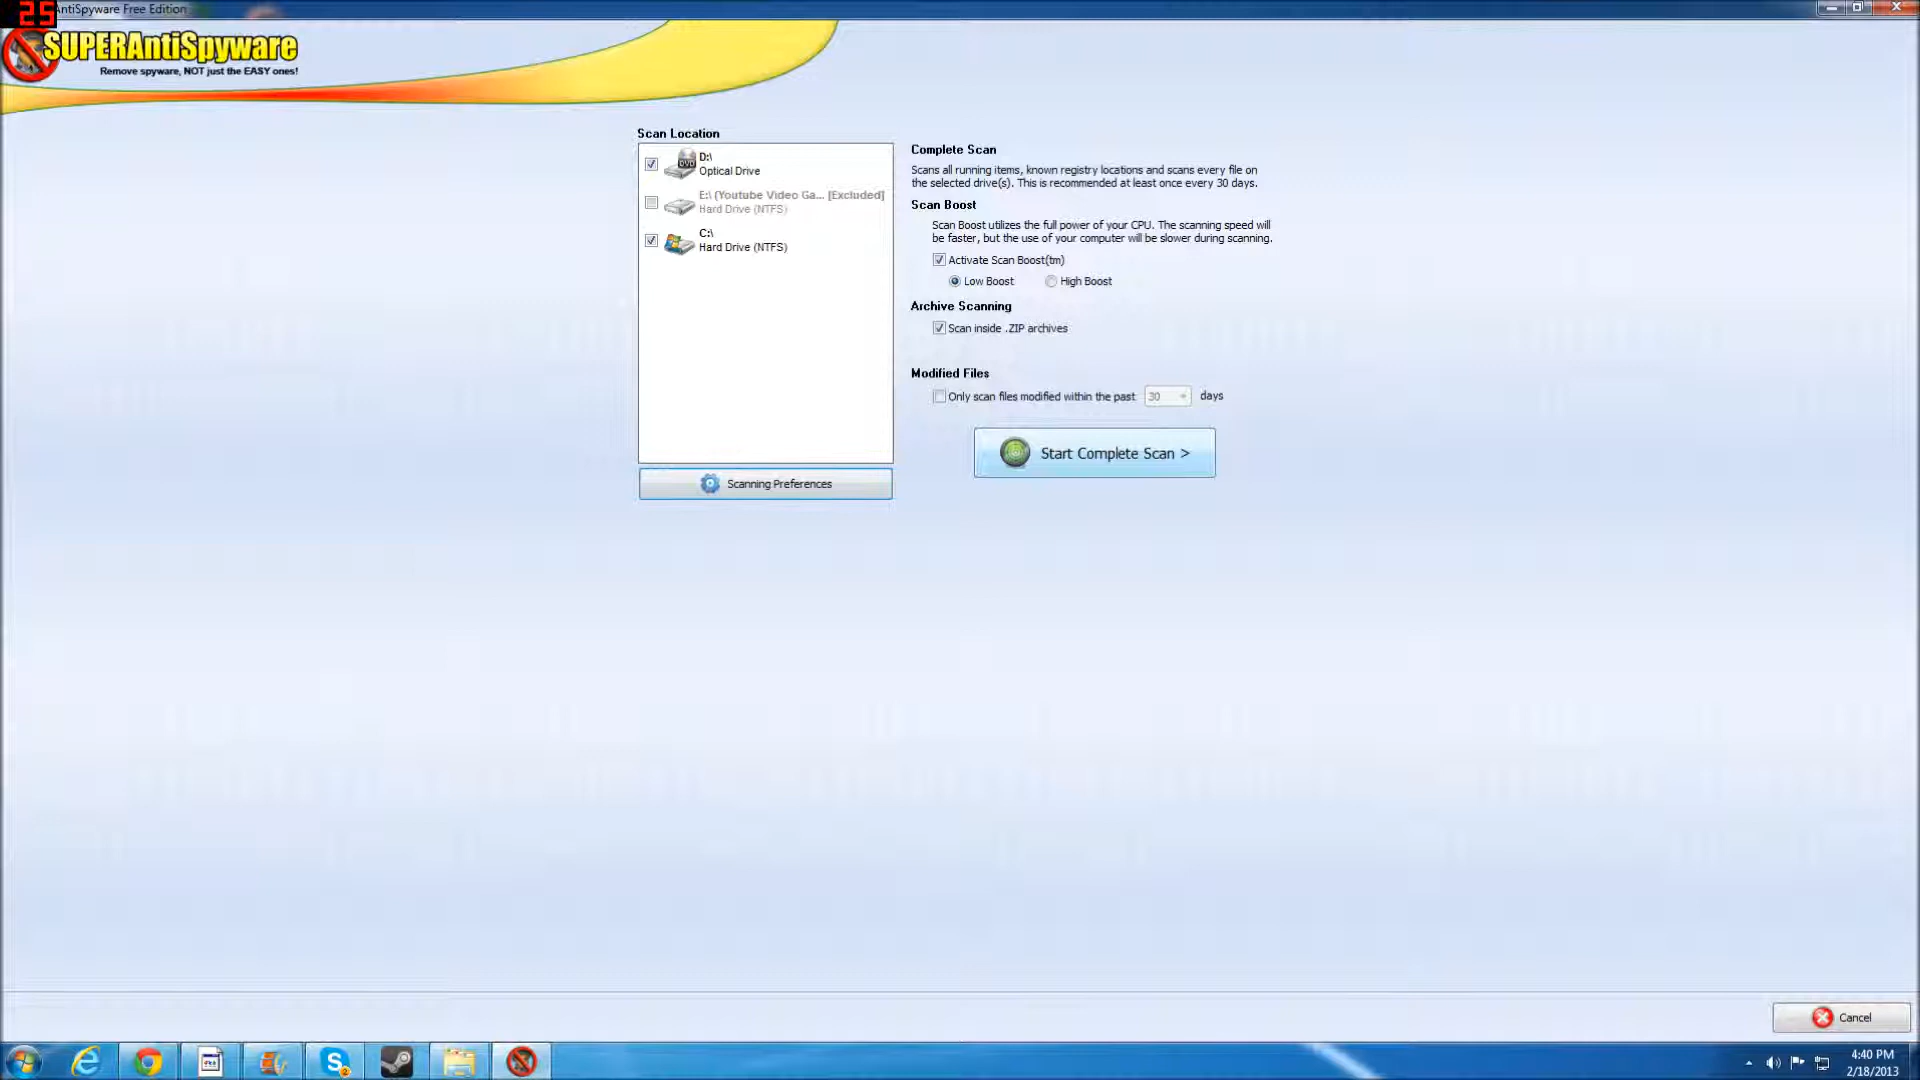 25
AntiSpyware Free Edition
SUPERAntiSpyware
Remove spyware, NOT just the EASY ones!
Scan Location
D:\
Optical Drive
E:\ (Youtube Video Ga... [Excluded]
Hard Drive (NTFS)
C:\
Hard Drive (NTFS)
Scanning Preferences
Complete Scan
Scans all running items, known registry locations and scans every file on
the selected drive(s). This is recommended at least once every 30 days.
Scan Boost
Scan Boost utilizes the full power of your CPU. The scanning speed will
be faster, but the use of your computer will be slower during scanning.
Activate Scan Boost(tm)
Low Boost
High Boost
Archive Scanning
Scan inside .ZIP archives
Modified Files
Only scan files modified within the past 30 days
Start Complete Scan >
Cancel
4:40 PM
2/18/2013